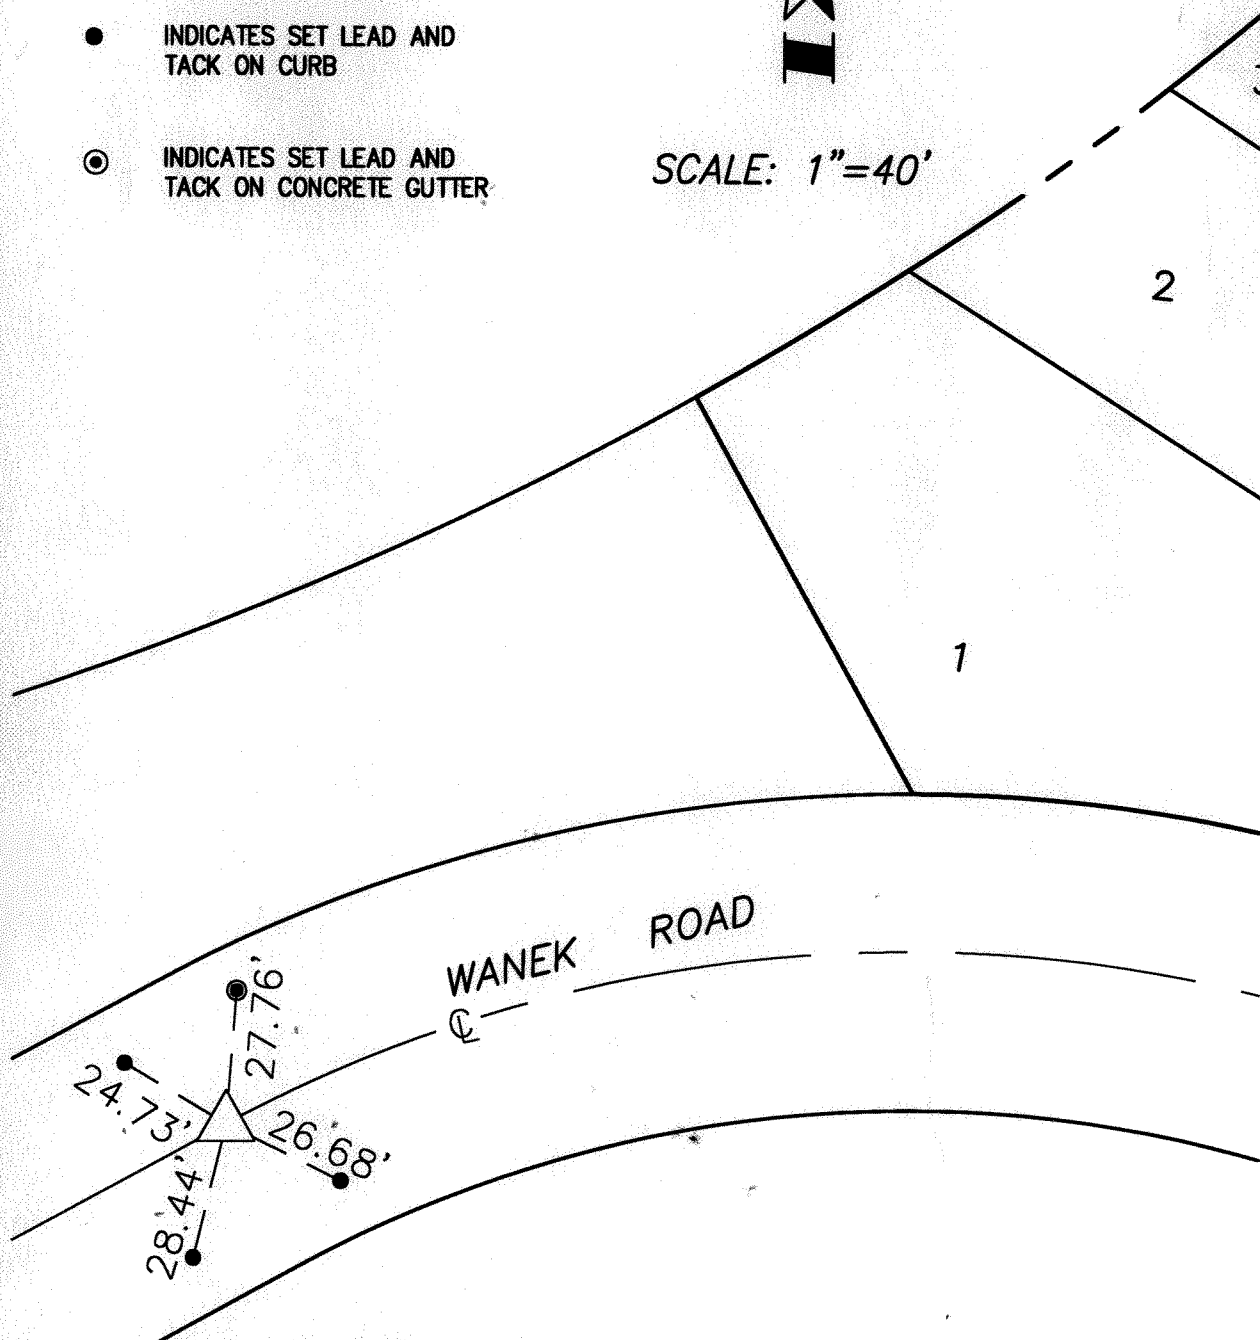 INDICATES SET LEAD AND
TACK ON CURB
INDICATES SET LEAD AND
TACK ON CONCRETE GUTTER
SCALE: 1"=40'
2
1
WANEK ROAD
℄
27.76'
24.73'
26.68'
28.44'